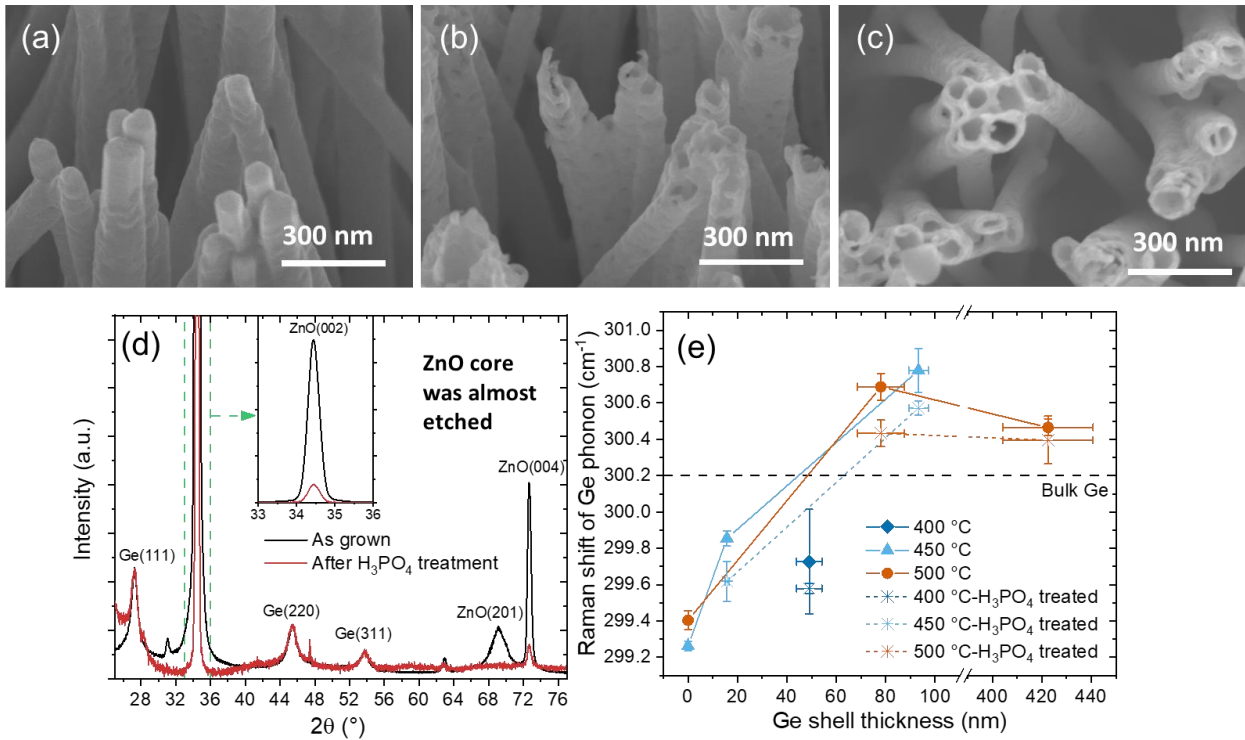 (a)
300 nm
(b)
300 nm
(c)
300 nm
(d)
ZnO(002)
33 34 35 36
ZnO core
was almost
etched
ZnO(004)
Ge(111)
As grown
After H₃PO₄ treatment
Ge(220)
Ge(311)
ZnO(201)
Intensity (a.u.)
28 32 36 40 44 48 52 56 60 64 68 72 76
2θ (°)
(e)
301.0
300.8
300.6
300.4
300.2
300.0
299.8
299.6
299.4
299.2
Raman shift of Ge phonon (cm⁻¹)
Bulk Ge
400 °C
450 °C
500 °C
400 °C-H₃PO₄ treated
450 °C-H₃PO₄ treated
500 °C-H₃PO₄ treated
0 20 40 60 80 100 400 420 440
Ge shell thickness (nm)